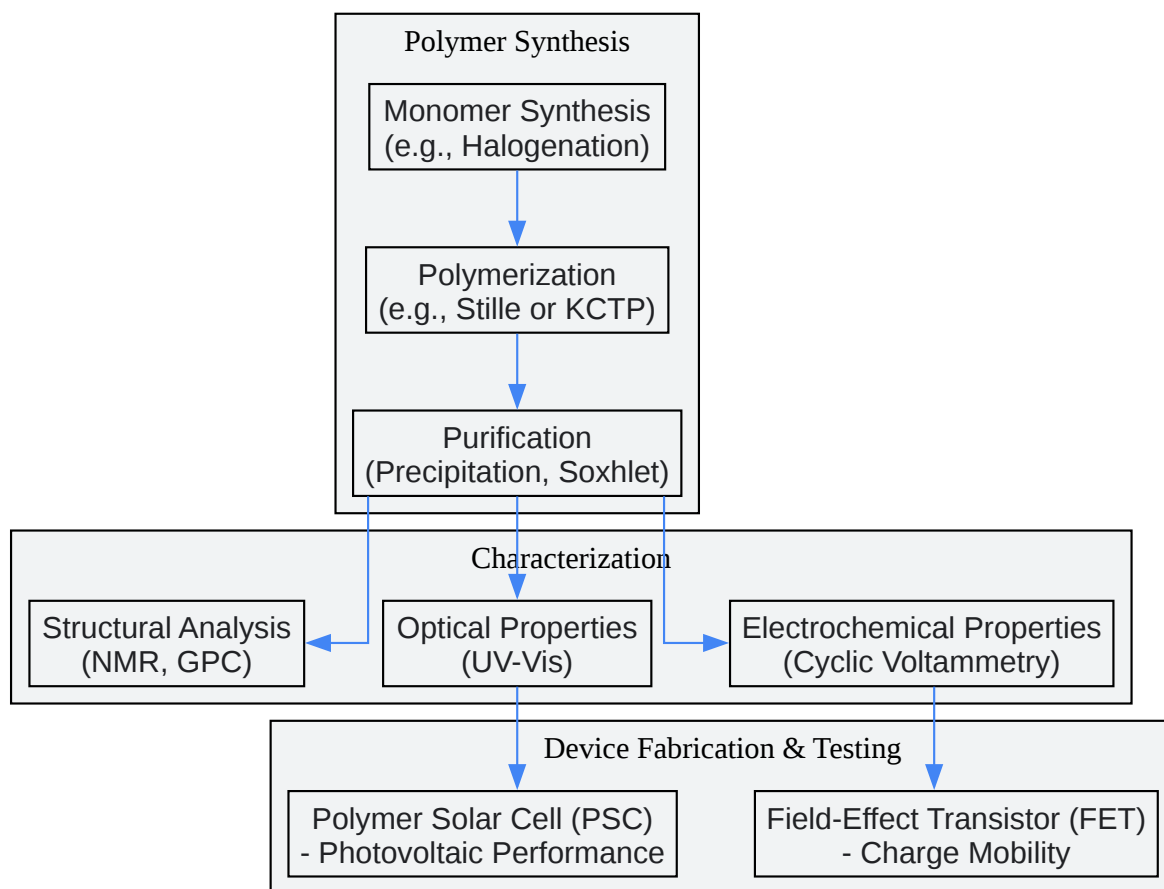 Polymer Synthesis
Monomer Synthesis
(e.g., Halogenation)
Polymerization
(e.g., Stille or KCTP)
Purification
(Precipitation, Soxhlet)
Characterization
Structural Analysis
(NMR, GPC)
Optical Properties
(UV-Vis)
Electrochemical Properties
(Cyclic Voltammetry)
Device Fabrication & Testing
Polymer Solar Cell (PSC)
- Photovoltaic Performance
Field-Effect Transistor (FET)
- Charge Mobility